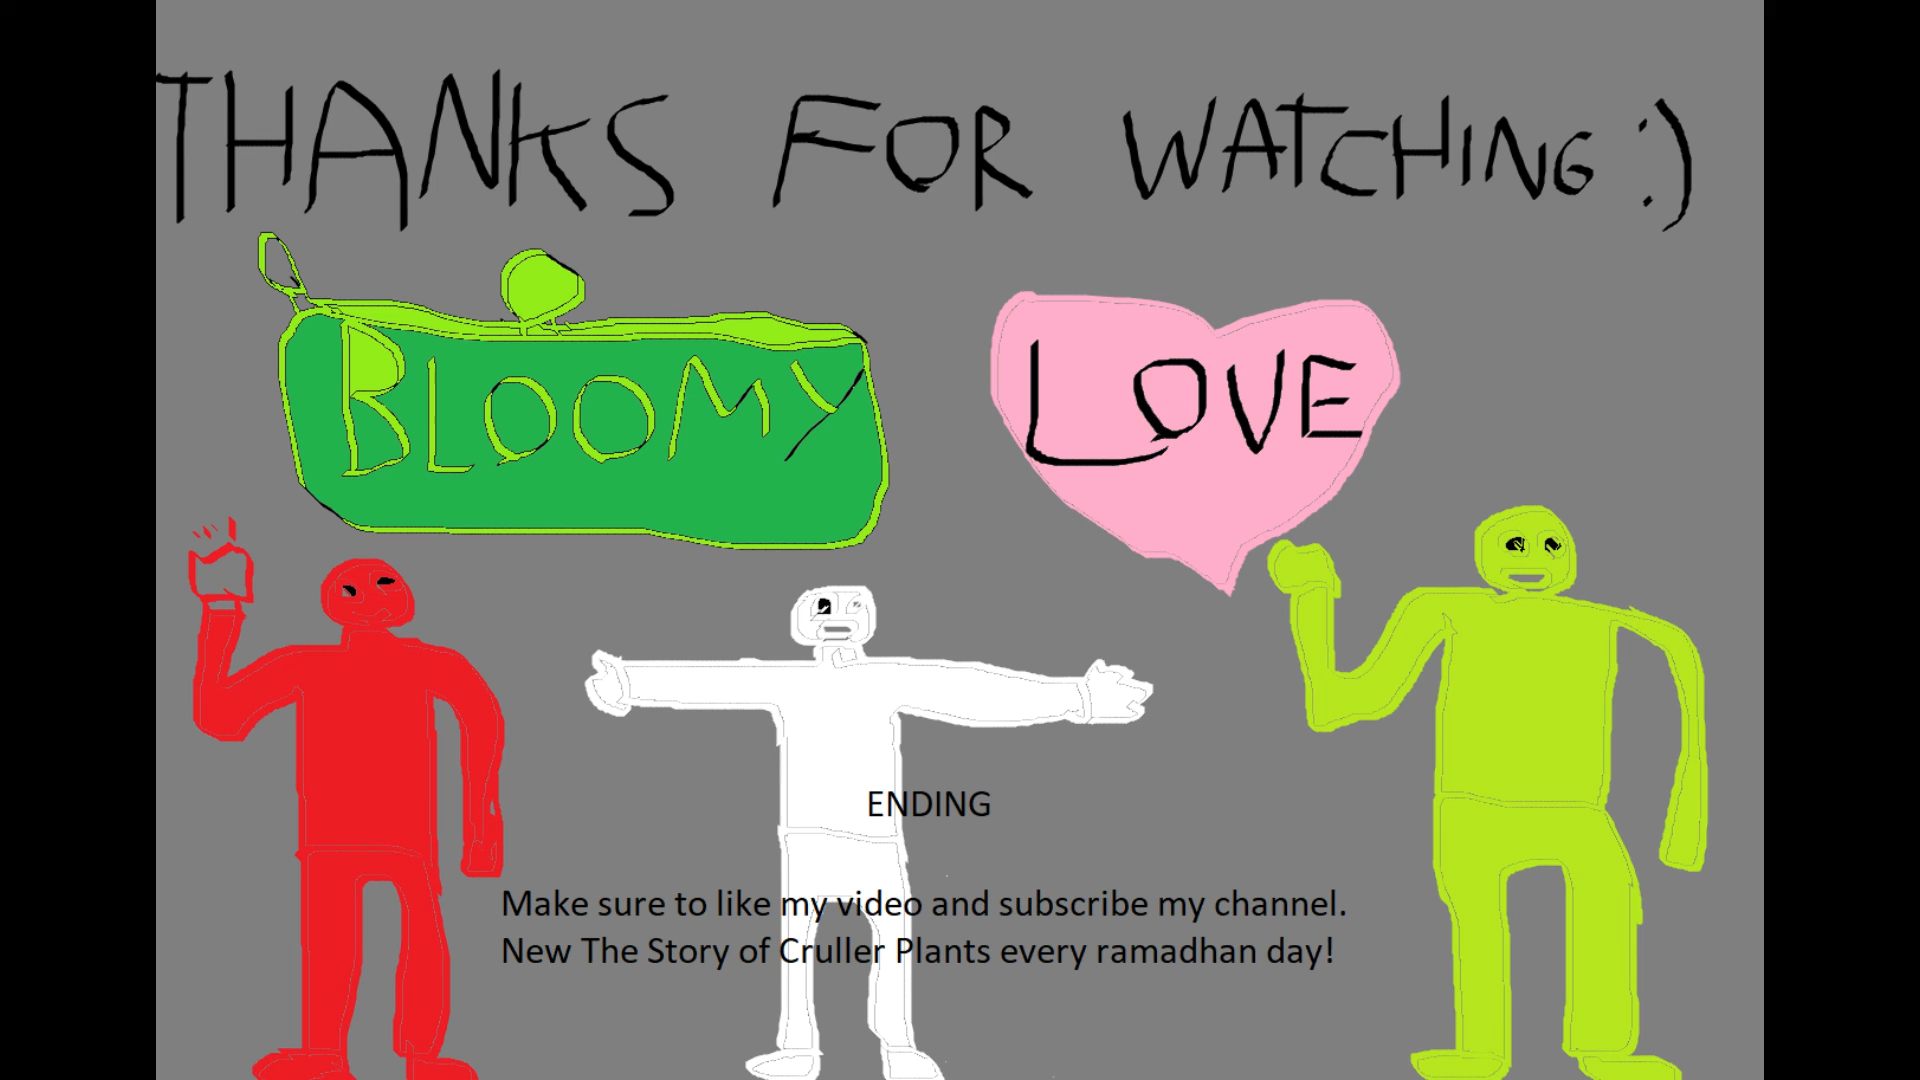 THANKS FOR WATCHING :)
BLOOMY
LOVE
ENDING
Make sure to like my video and subscribe my channel.
New The Story of Cruller Plants every ramadhan day!